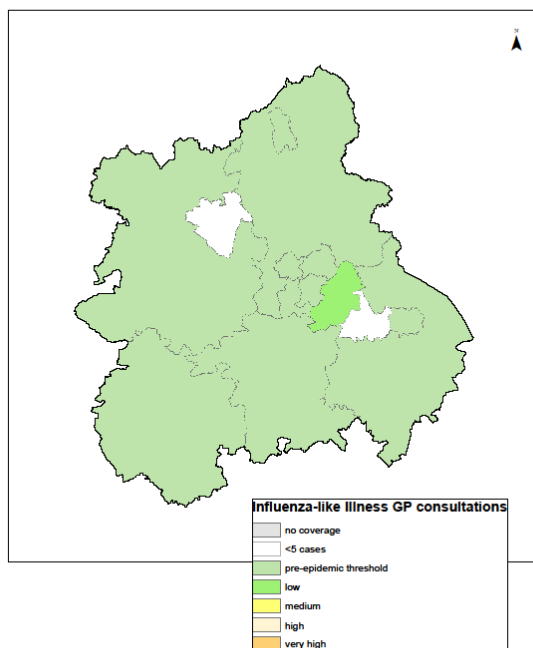 N
Influenza-like Illness GP consultations
no coverage
<5 cases
pre-epidemic threshold
low
medium
high
very high